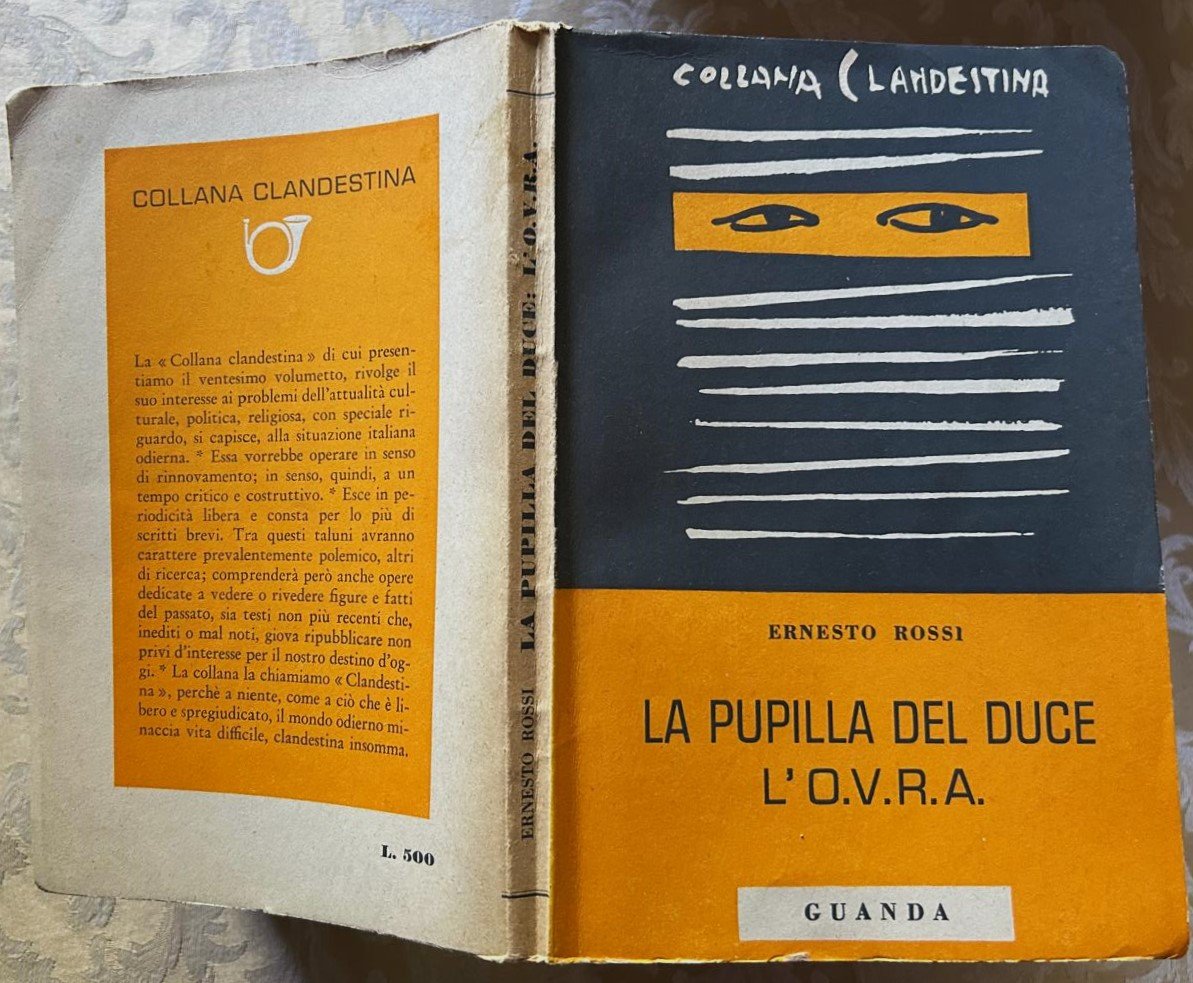 COLLANA CLANDESTINA
La « Collana clandestina » di cui presen-
tiamo il ventesimo volumetto, rivolge il
suo interesse ai problemi dell'attualità cul-
turale, politica, religiosa, con speciale ri-
guardo, si capisce, alla situazione italiana
odierna. * Essa vorrebbe operare in senso
di rinnovamento; in senso, quindi, a un
tempo critico e costruttivo. * Esce in pe-
riodicità libera e consta per lo più di
scritti brevi. Tra questi taluni avranno
carattere prevalentemente polemico, altri
di ricerca; comprenderà però anche opere
dedicate a vedere o rivedere figure e fatti
del passato, sia testi non più recenti che,
inediti o mal noti, giova ripubblicare non
privi d'interesse per il nostro destino d'og-
gi. * La collana la chiamiamo « Clandesti-
na », perchè a niente, come a ciò che è li-
bero e spregiudicato, il mondo odierno mi-
naccia vita difficile, clandestina insomma.
L. 500
ERNESTO ROSSI - LA PUPILLA DEL DUCE: L'O.V.R.A.
COLLANA CLANDESTINA
ERNESTO ROSSI
LA PUPILLA DEL DUCE
L'O.V.R.A.
GUANDA